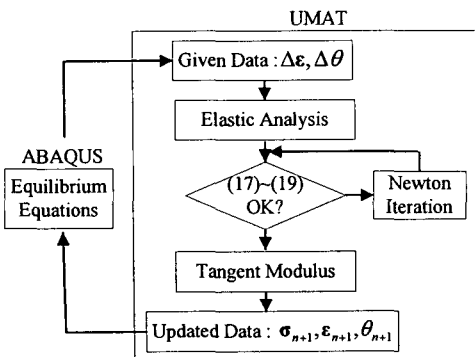 UMAT
Given Data : Δε, Δθ
Elastic Analysis
ABAQUS
Equilibrium
Equations
(17)~(19)
OK?
Newton
Iteration
Tangent Modulus
Updated Data : σₙ₊₁, εₙ₊₁, θₙ₊₁